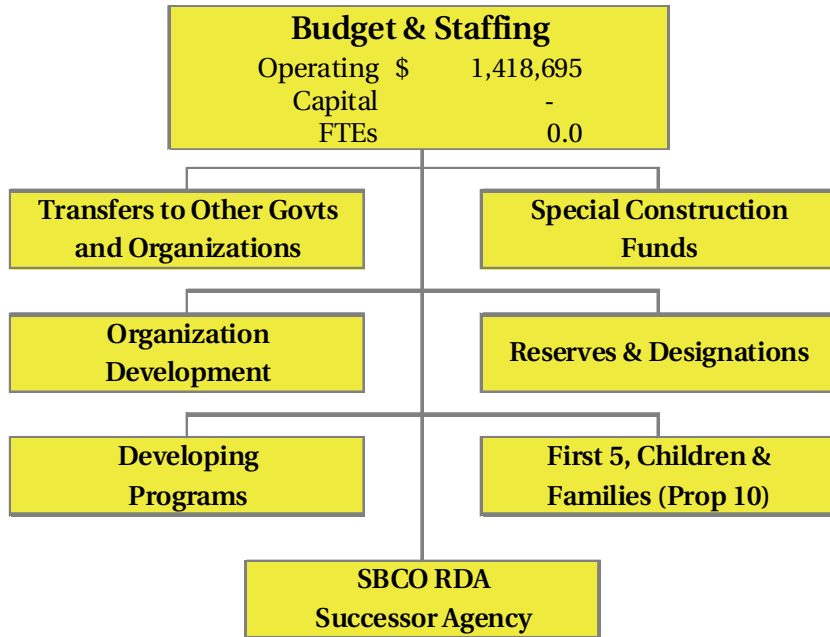 Budget & Staffing
Operating $ 1,418,695
Capital -
FTEs 0.0
Transfers to Other Govts
and Organizations
Special Construction
Funds
Organization
Development
Reserves & Designations
Developing
Programs
First 5, Children &
Families (Prop 10)
SBCO RDA
Successor Agency